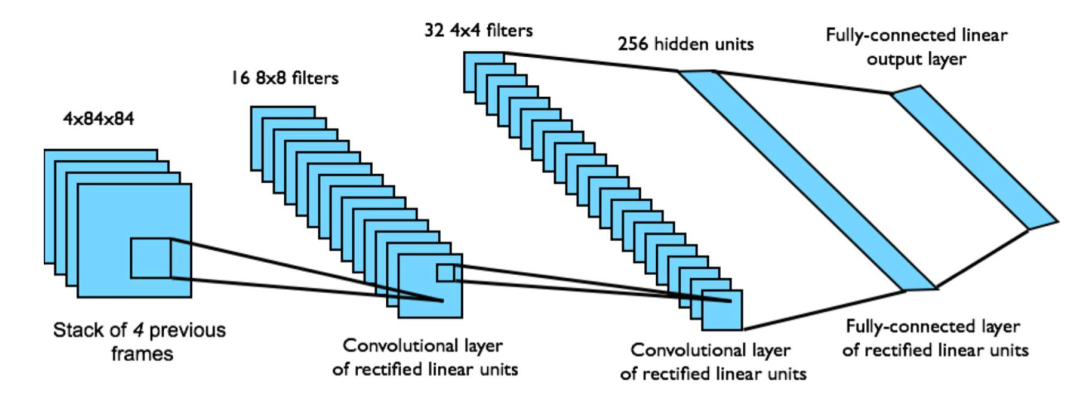 4x84x84
Stack of 4 previous
frames
16 8x8 filters
Convolutional layer
of rectified linear units
32 4x4 filters
Convolutional layer
of rectified linear units
256 hidden units
Fully-connected layer
of rectified linear units
Fully-connected linear
output layer